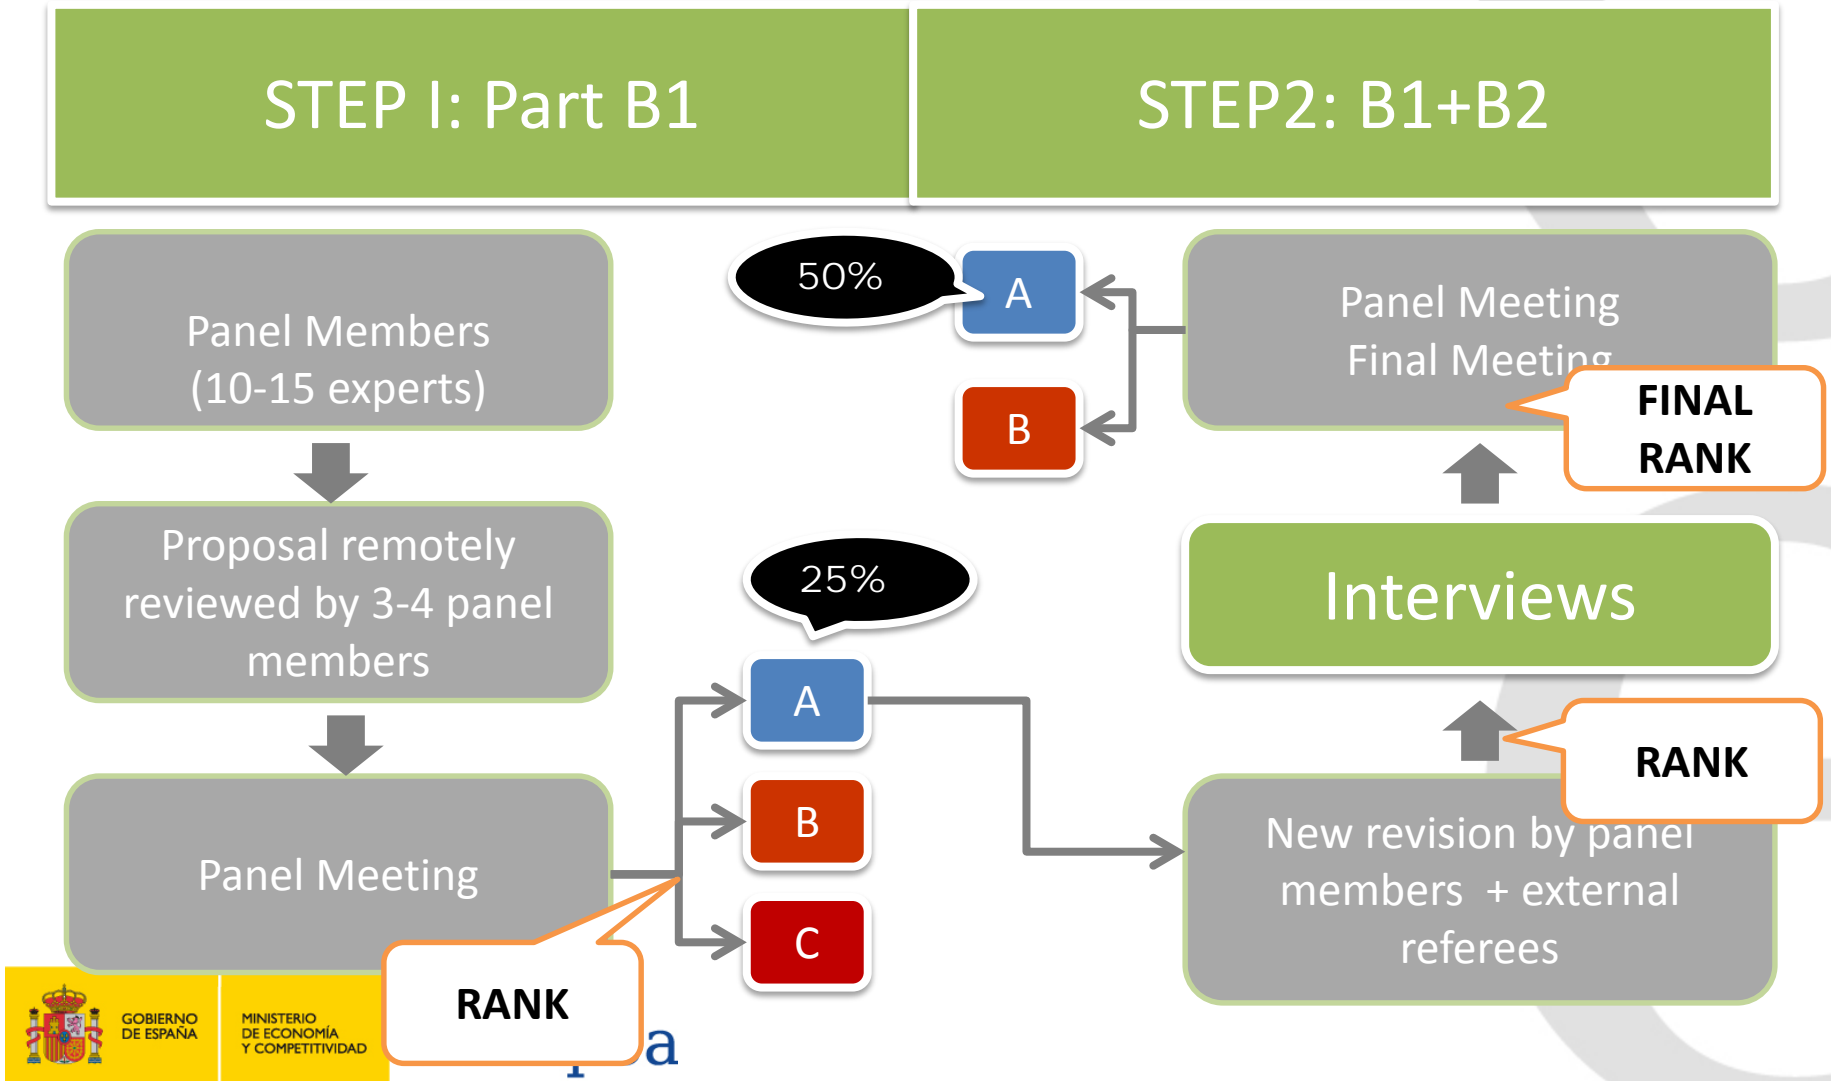 STEP I: Part B1
STEP2: B1+B2
Panel Members
(10-15 experts)
Proposal remotely
reviewed by 3-4 panel
members
Panel Meeting
RANK
25%
A
B
C
50%
A
B
Panel Meeting
Final Meeting
FINAL
RANK
Interviews
RANK
New revision by panel
members + external
referees
GOBIERNO
DE ESPAÑA
MINISTERIO
DE ECONOMÍA
Y COMPETITIVIDAD